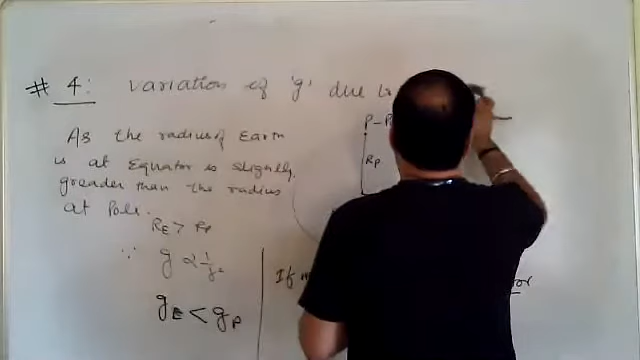 # 4: variation of 'g' due
P - P
As the radius of Earth
is at Equator is slightly
greader than the radius
at Pole.
Rp
RE > Rp
∵ g ∝ 1/r²
gE < gp
If
or